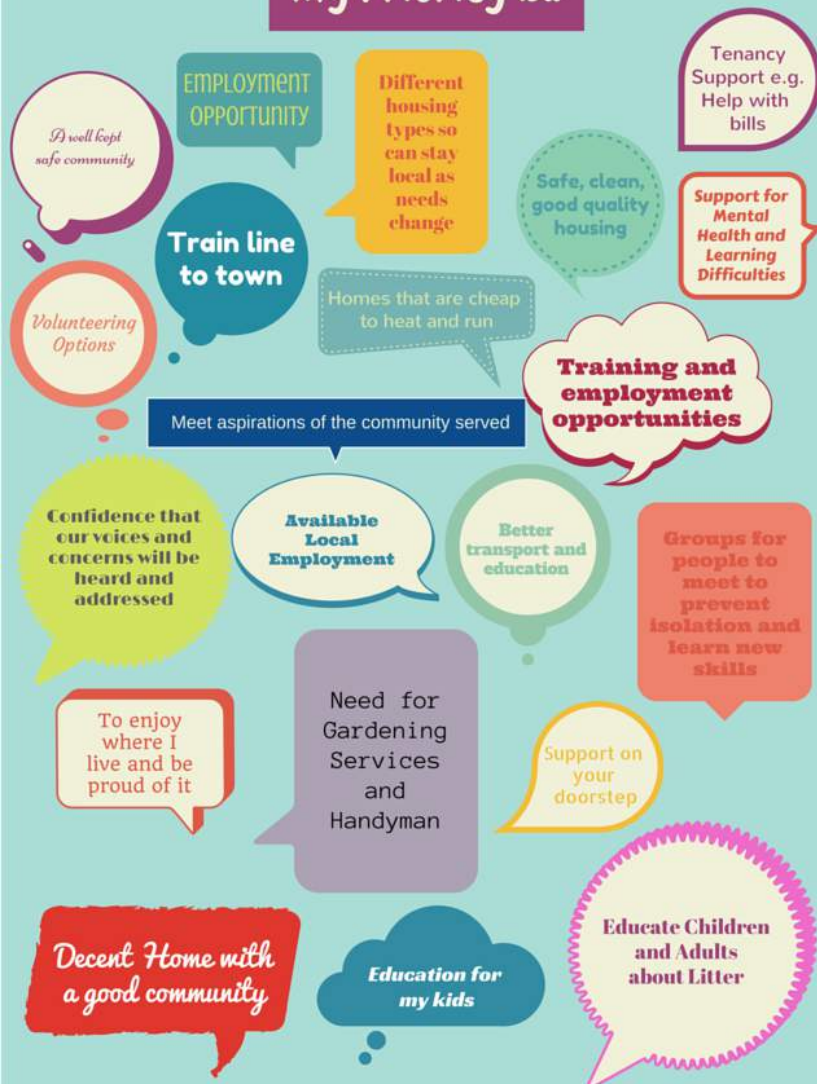 Tenancy
Support e.g.
Help with
bills
EMPLOYMENT
OPPORTUNITY
Different
housing
types so
can stay
local as
needs
change
A well kept
safe community
Safe, clean,
good quality
housing
Support for
Mental
Health and
Learning
Difficulties
Train line
to town
Homes that are cheap
to heat and run
Volunteering
Options
Training and
employment
opportunities
Meet aspirations of the community served
Confidence that
our voices and
concerns will be
heard and
addressed
Available
Local
Employment
Better
transport and
education
Groups for
people to
meet to
prevent
isolation and
learn new
skills
To enjoy
where I
live and be
proud of it
Need for
Gardening
Services
and
Handyman
Support on
your
doorstep
Decent Home with
a good community
Education for
my kids
Educate Children
and Adults
about Litter